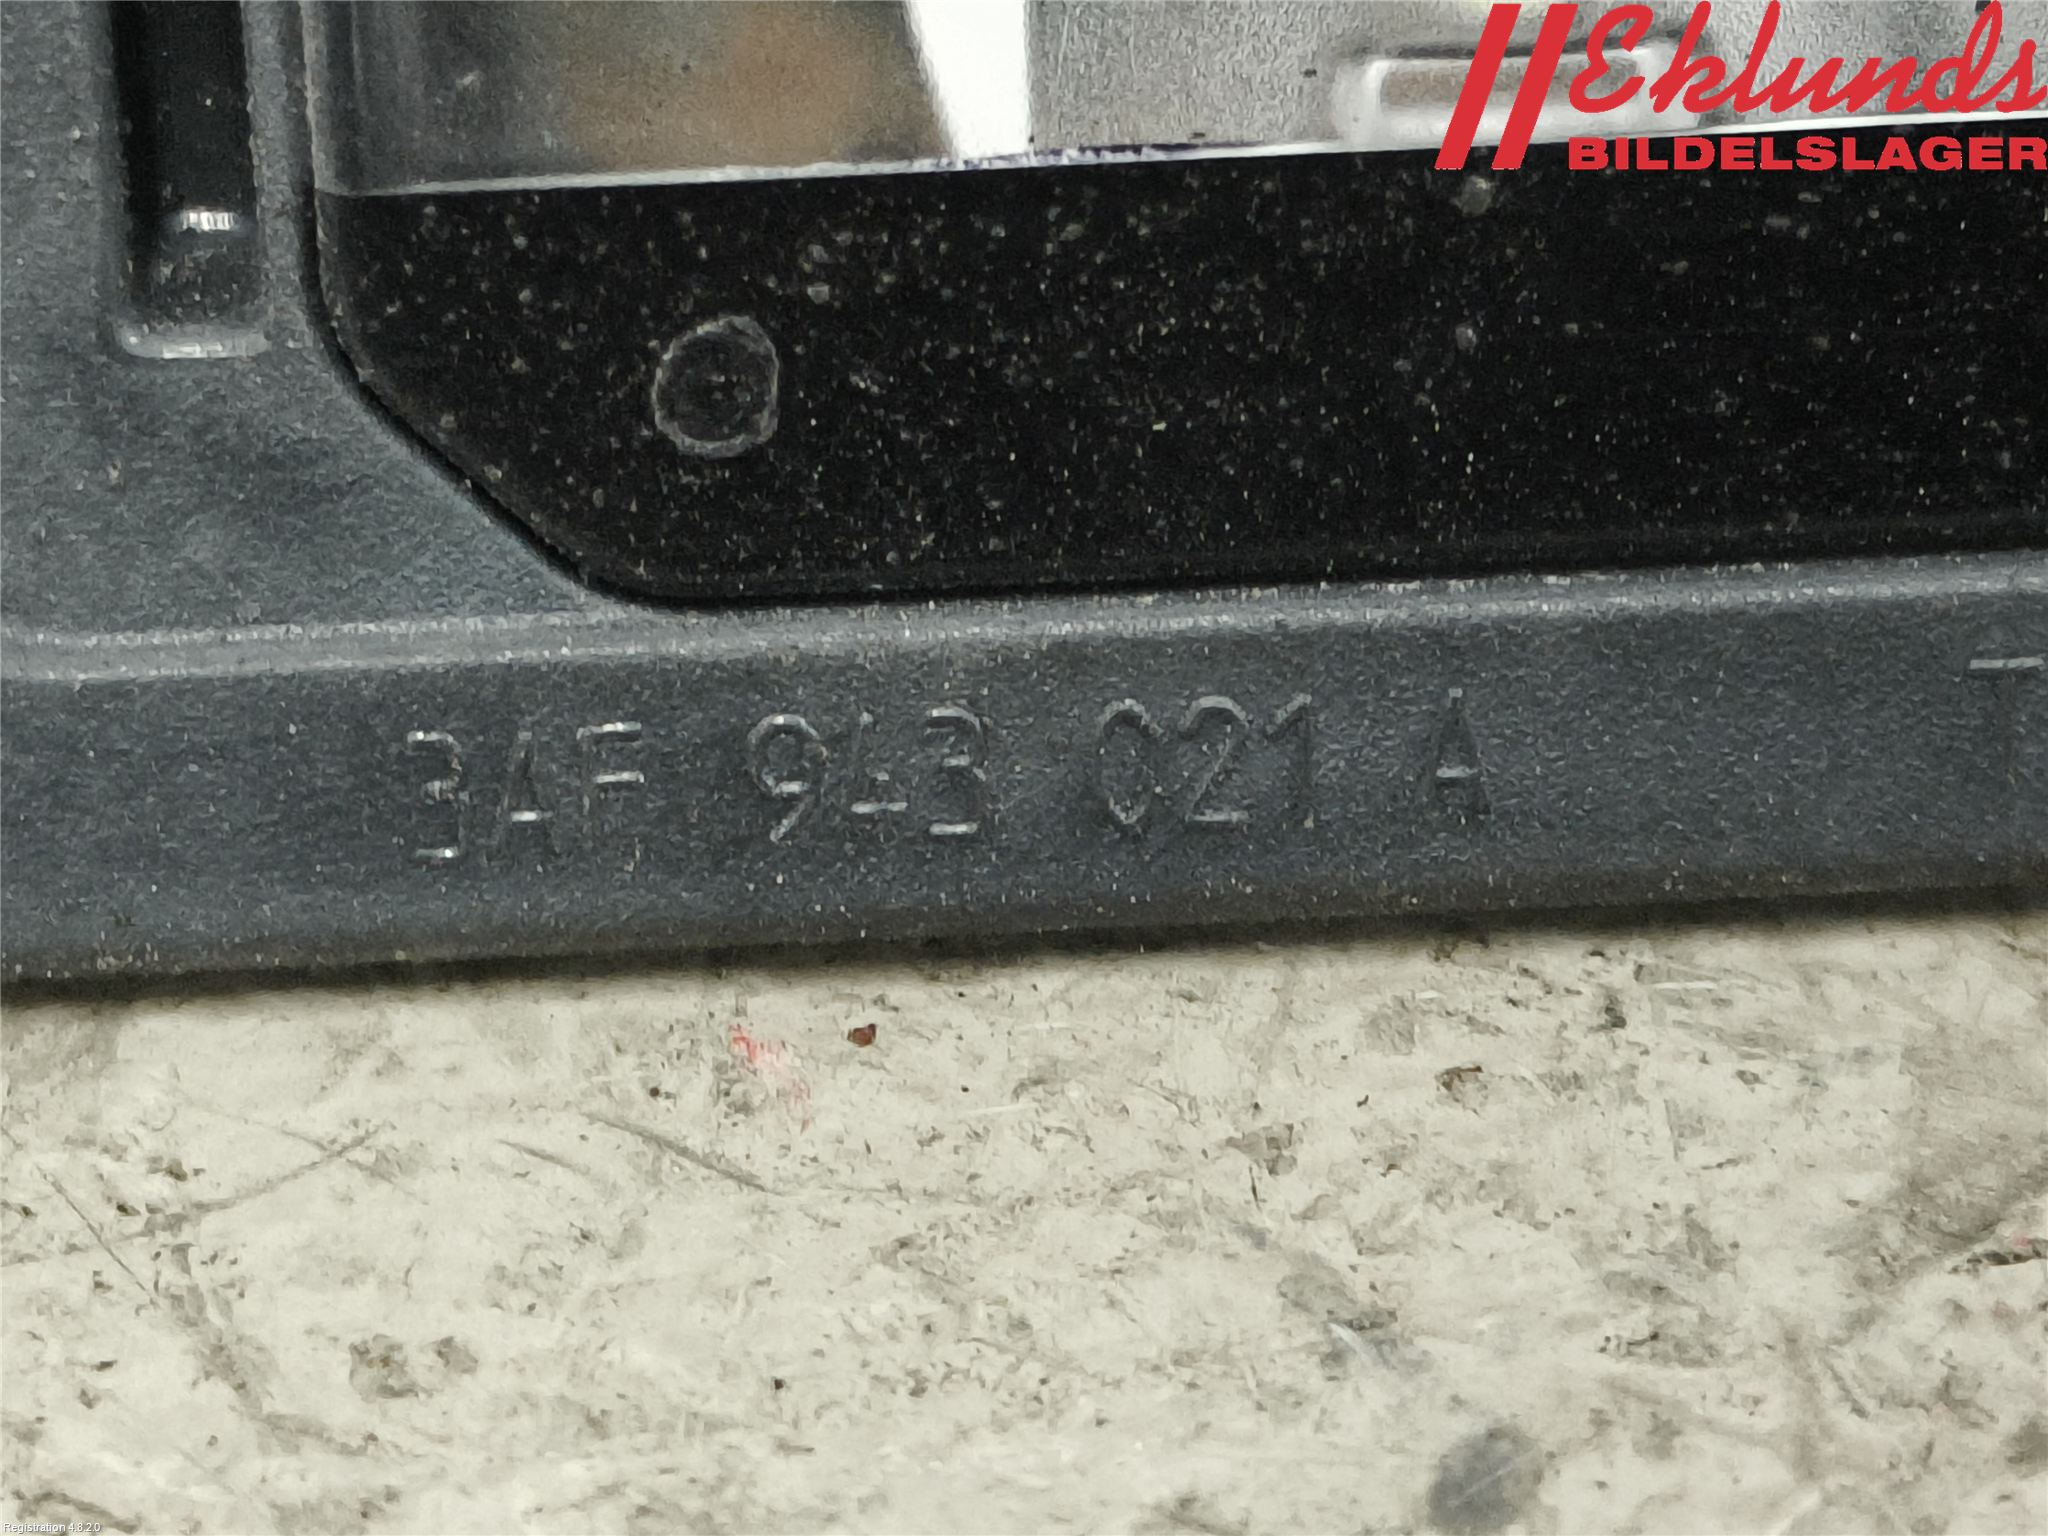 Eklunds
BILDELSLAGER
3AF 943 021 A T
Registration 4.8.2.0